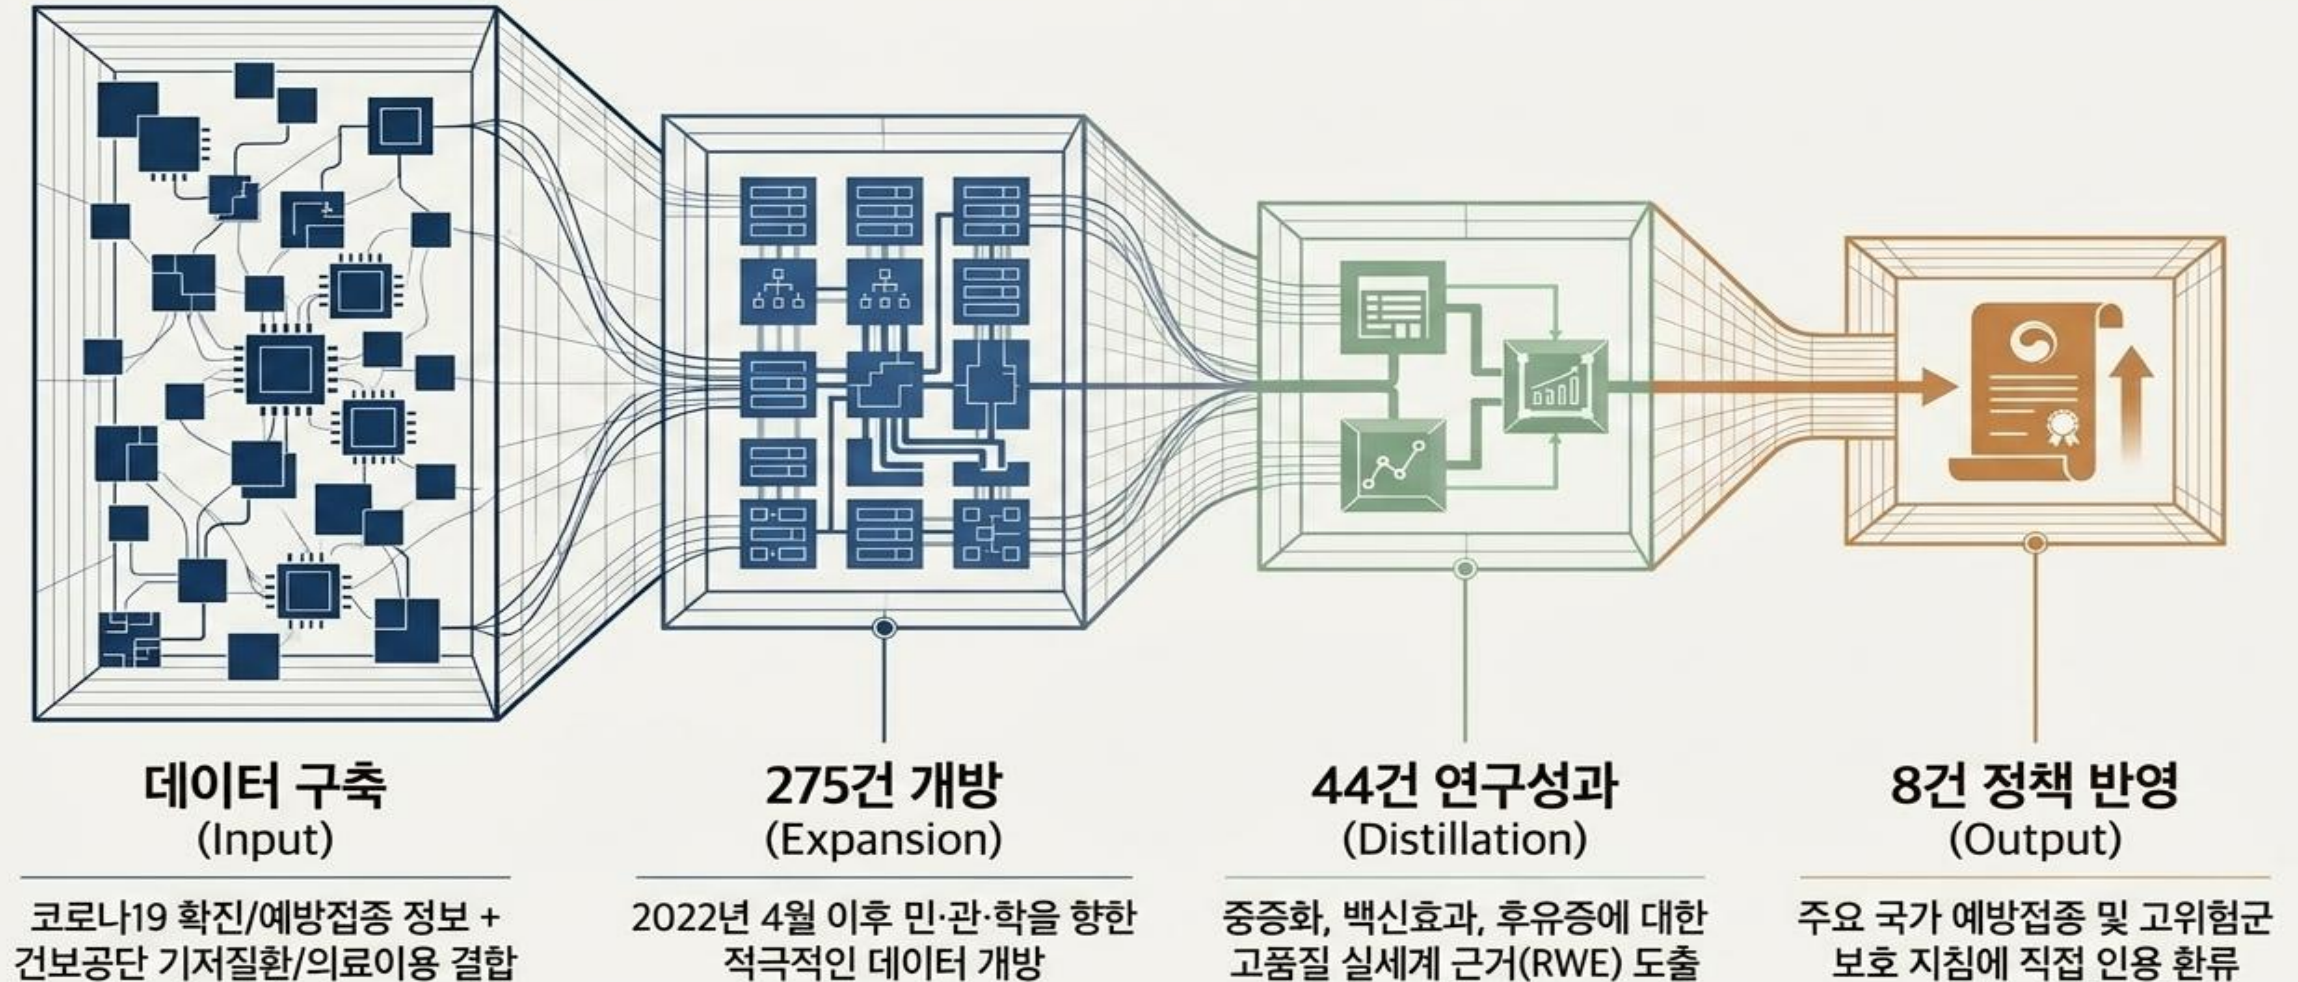 데이터 구축
(Input)
코로나19 확진/예방접종 정보 +
건보공단 기저질환/의료이용 결합
275건 개방
(Expansion)
2022년 4월 이후 민·관·학을 향한
적극적인 데이터 개방
44건 연구성과
(Distillation)
중증화, 백신효과, 후유증에 대한
고품질 실세계 근거(RWE) 도출
8건 정책 반영
(Output)
주요 국가 예방접종 및 고위험군
보호 지침에 직접 인용 환류